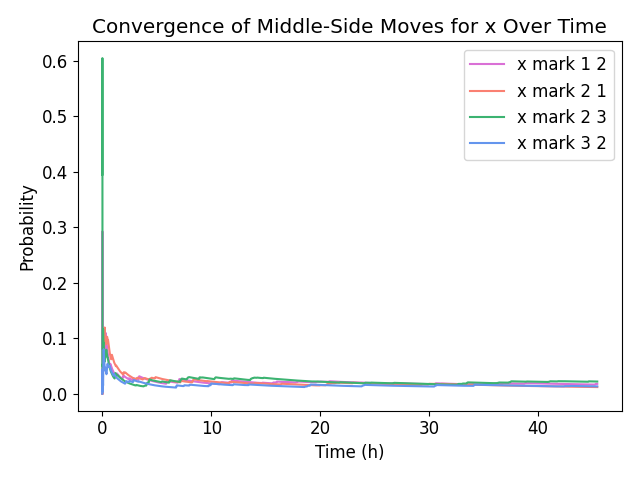 Convergence of Middle-Side Moves for x Over Time
x mark 1 2
x mark 2 1
x mark 2 3
x mark 3 2
Probability
0.6
0.5
0.4
0.3
0.2
0.1
0.0
0 10 20 30 40
Time (h)